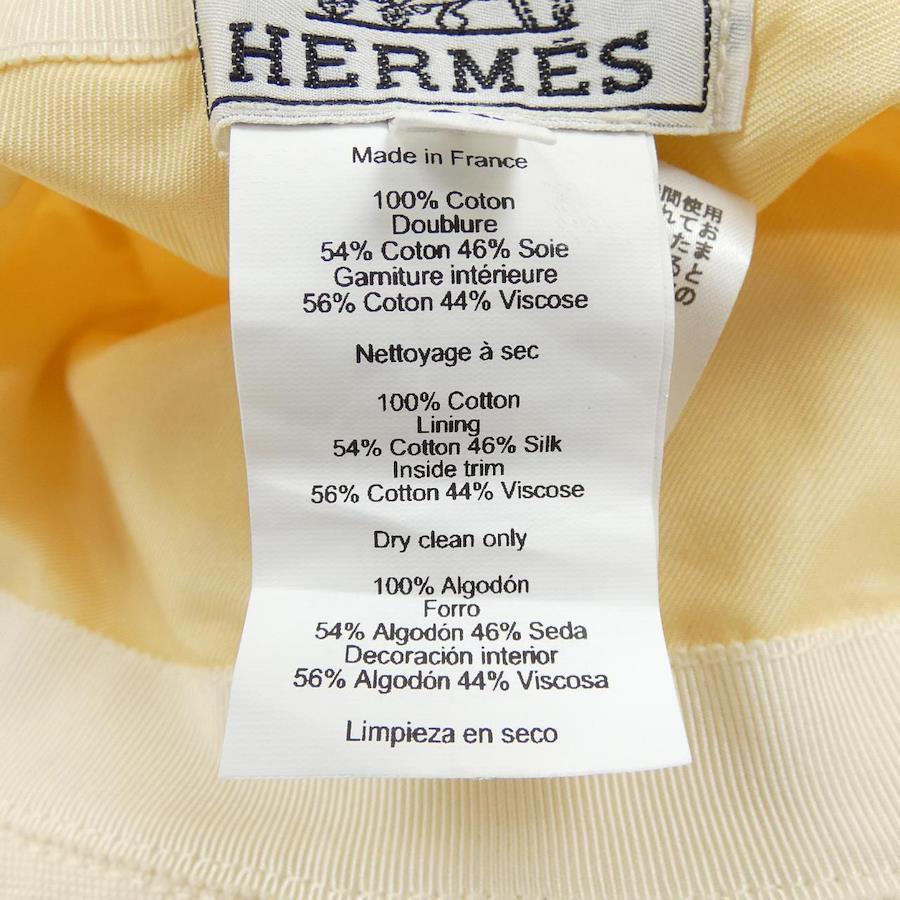 HERMÈS
Made in France
100% Coton
Doublure
54% Coton 46% Soie
Garniture intérieure
56% Coton 44% Viscose
Nettoyage à sec
100% Cotton
Lining
54% Cotton 46% Silk
Inside trim
56% Cotton 44% Viscose
Dry clean only
100% Algodón
Forro
54% Algodón 46% Seda
Decoración interior
56% Algodón 44% Viscosa
Limpieza en seco